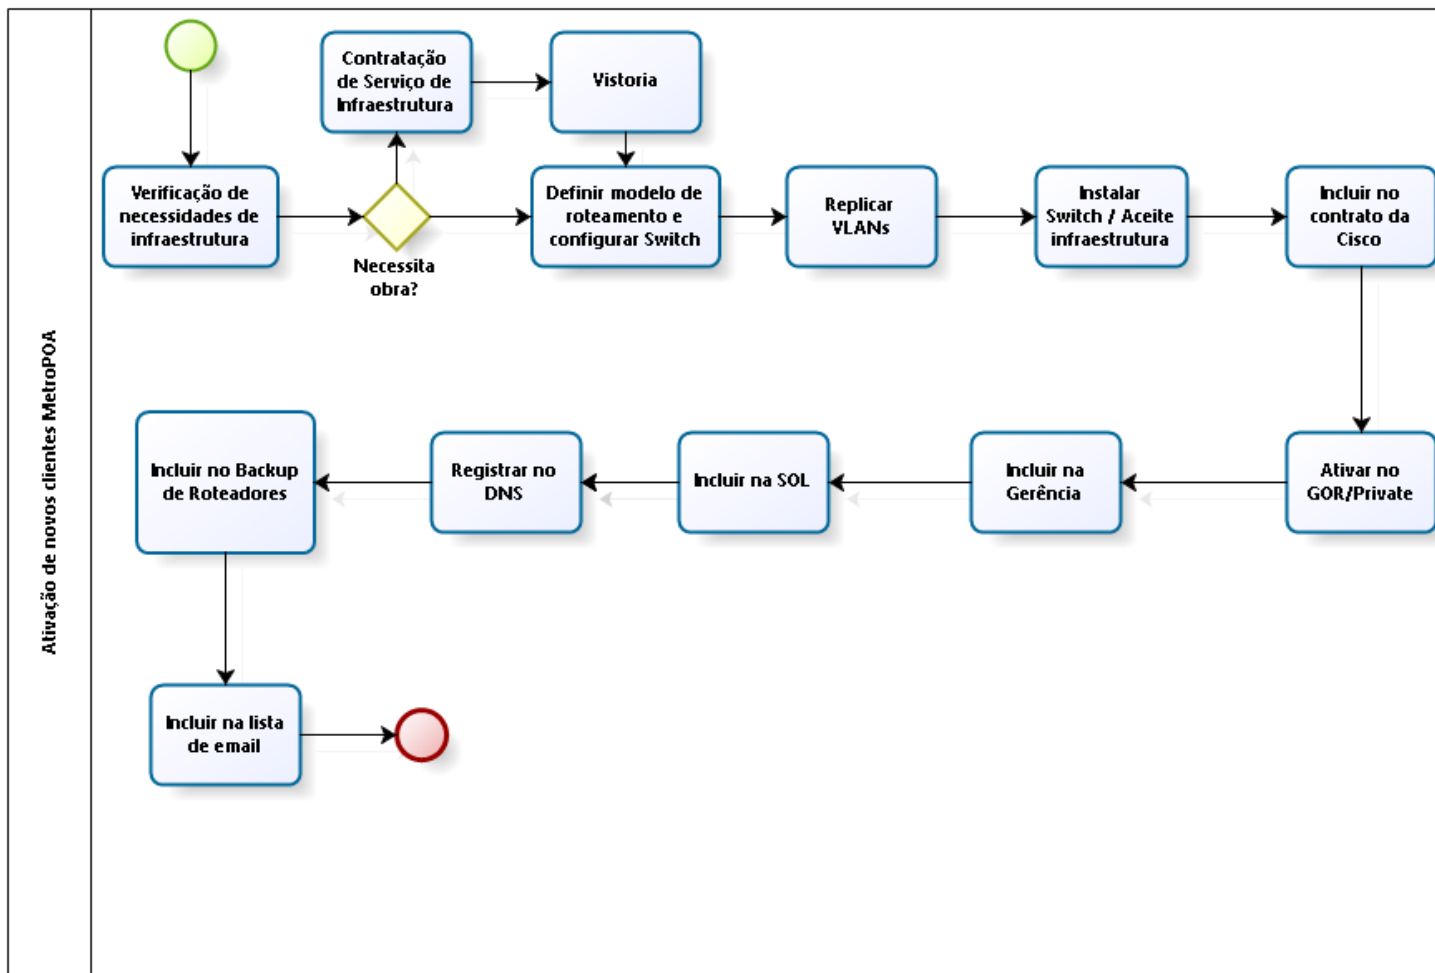 Ativação de novos clientes MetroPOA
Contratação
de Serviço de
Infraestrutura
Vistoria
Verificação de
necessidades de
infraestrutura
Necessita
obra?
Definir modelo de
roteamento e
configurar Switch
Replicar
VLANs
Instalar
Switch / Aceite
infraestrutura
Incluir no
contrato da
Cisco
Ativar no
GOR/Private
Incluir na
Gerência
Incluir na SOL
Registrar no
DNS
Incluir no Backup
de Roteadores
Incluir na lista
de email